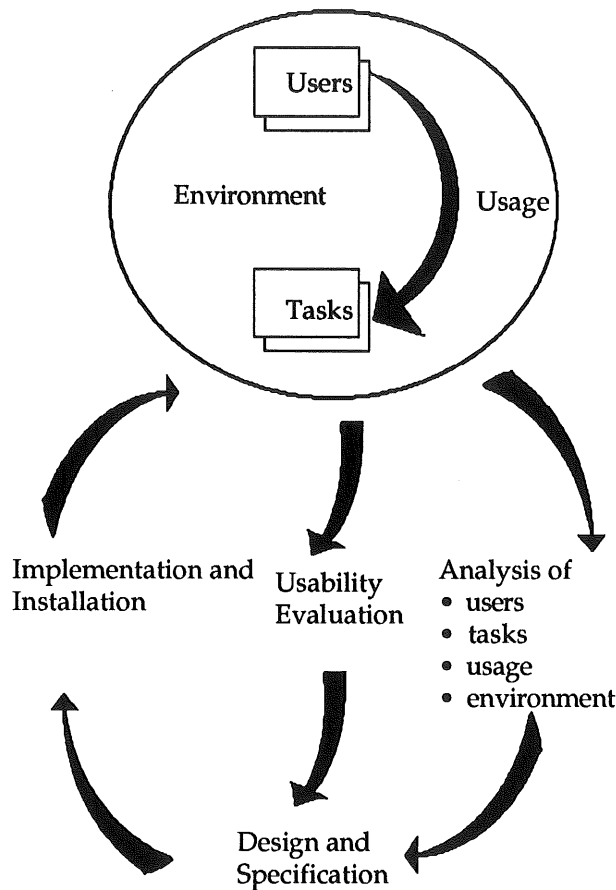 Users
Environment
Usage
Tasks
Implementation and
Installation
Usability
Evaluation
Analysis of
• users
• tasks
• usage
• environment
Design and
Specification